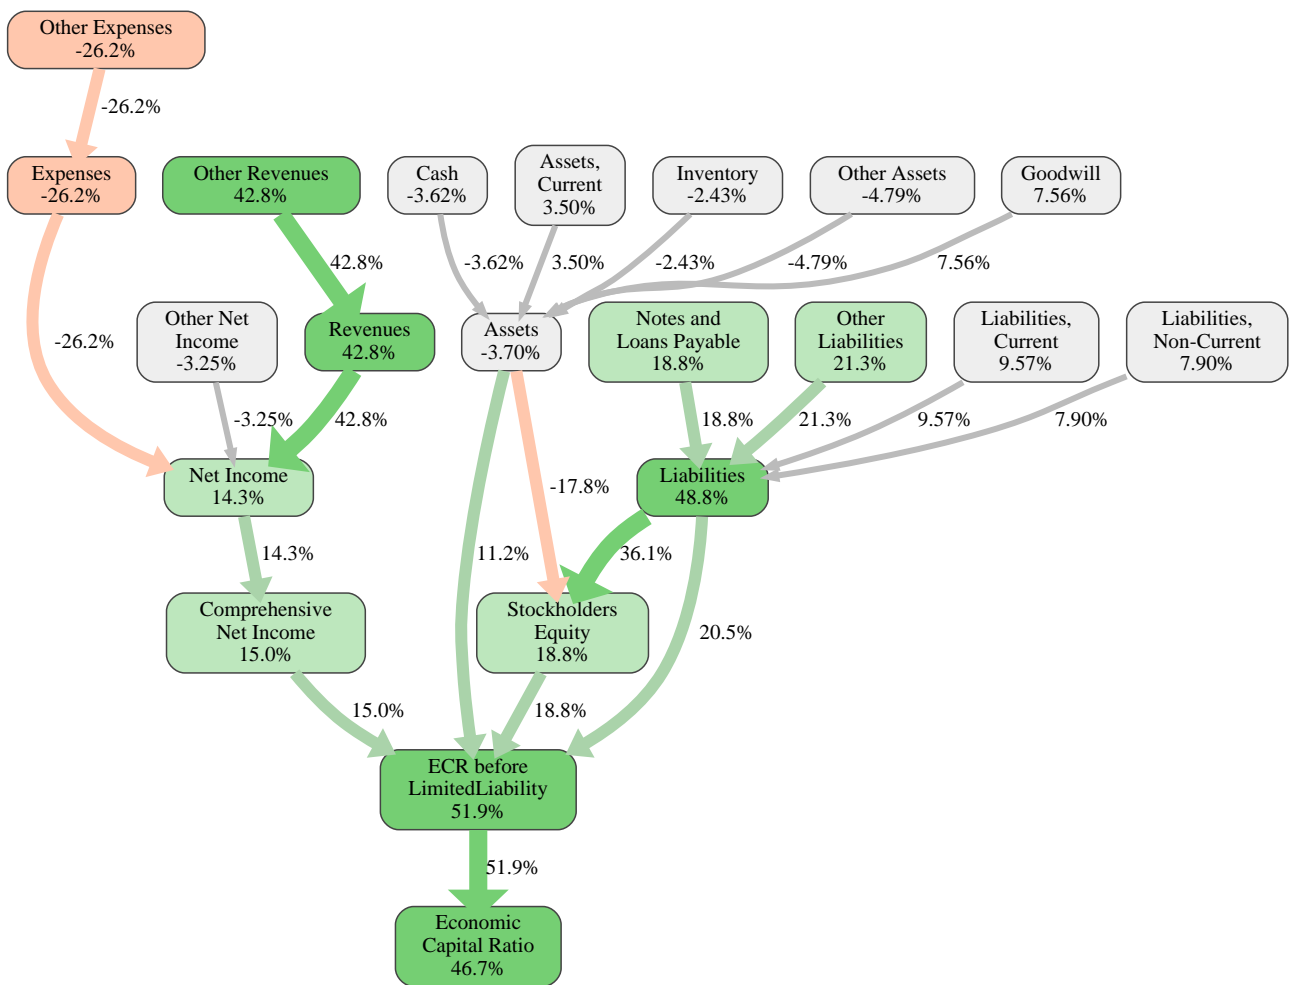 Other Expenses
-26.2%
-26.2%
Expenses
-26.2%
Other Revenues
42.8%
Cash
-3.62%
Assets,
Current
3.50%
Inventory
-2.43%
Other Assets
-4.79%
Goodwill
7.56%
42.8%
-3.62%
3.50%
-2.43%
-4.79%
7.56%
-26.2%
Other Net
Income
-3.25%
Revenues
42.8%
Assets
-3.70%
Notes and
Loans Payable
18.8%
Other
Liabilities
21.3%
Liabilities,
Current
9.57%
Liabilities,
Non-Current
7.90%
-3.25%
42.8%
18.8%
21.3%
9.57%
7.90%
Net Income
14.3%
-17.8%
Liabilities
48.8%
14.3%
11.2%
36.1%
Comprehensive
Net Income
15.0%
Stockholders
Equity
18.8%
20.5%
15.0%
18.8%
ECR before
LimitedLiability
51.9%
51.9%
Economic
Capital Ratio
46.7%